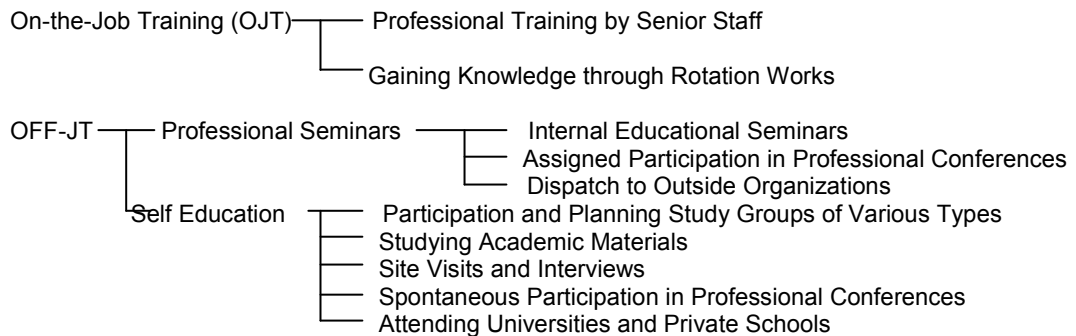 On-the-Job Training (OJT) Professional Training by Senior Staff
Gaining Knowledge through Rotation Works
OFF-JT Professional Seminars Internal Educational Seminars
Assigned Participation in Professional Conferences
Dispatch to Outside Organizations
Self Education Participation and Planning Study Groups of Various Types
Studying Academic Materials
Site Visits and Interviews
Spontaneous Participation in Professional Conferences
Attending Universities and Private Schools